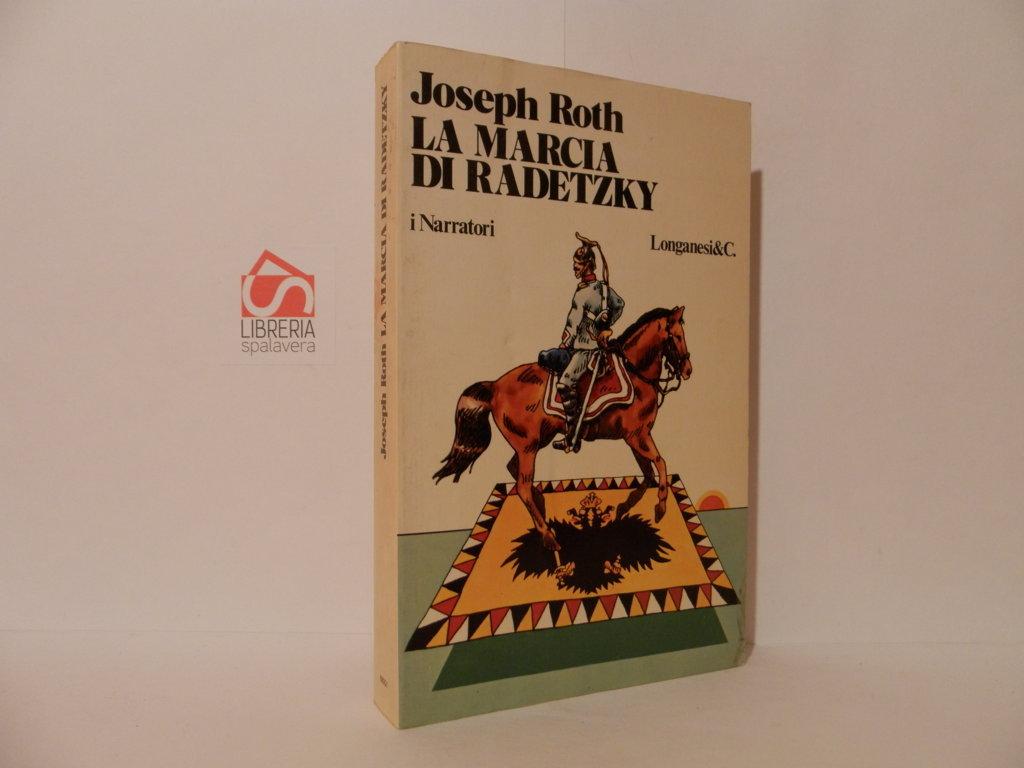 Joseph Roth
LA MARCIA
DI RADETZKY
i Narratori
Longanesi&C.
Joseph Roth LA MARCIA DI RADETZKY
LIBRERIA
spalavera